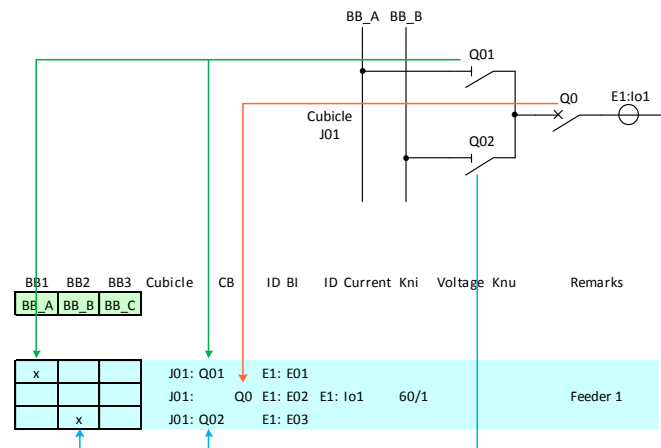 BB_A BB_B
Q01
Q0 E1:Io1
Cubicle
J01
Q02
BB1 BB2 BB3 Cubicle CB ID BI ID Current Kni Voltage Knu Remarks
BB_A BB_B BB_C
x J01: Q01 E1: E01
J01: Q0 E1: E02 E1: Io1 60/1 Feeder 1
x J01: Q02 E1: E03